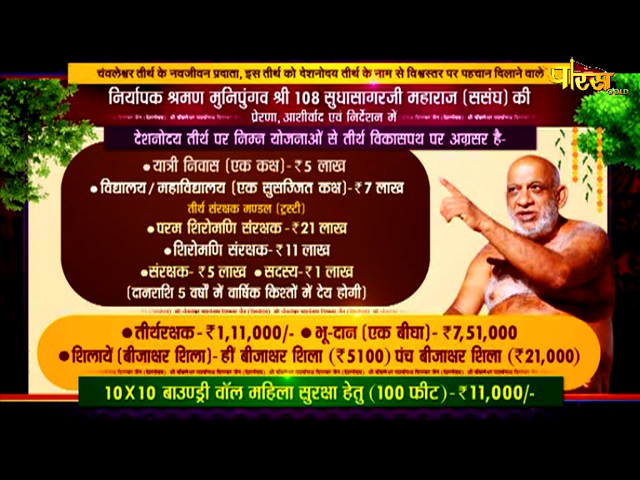 चंवलेश्वर तीर्थ के नवजीवन प्रदाता, इस तीर्थ को देशनोदय तीर्थ के नाम से विश्वस्तर पर पहचान दिलाने वाले
पारस
GOLD
निर्यापक श्रमण मुनिपुंगव श्री 108 सुधासागरजी महाराज (ससंघ) की
प्रेरणा, आशीर्वाद एवं निर्देशन में
देशनोदय तीर्थ पर निम्न योजनाओं से तीर्थ विकासपथ पर अग्रसर है-
• यात्री निवास (एक कक्ष)-₹5 लाख
• विद्यालय/महाविद्यालय (एक सुसज्जित कक्ष)-₹7 लाख
तीर्थ संरक्षक मण्डल (ट्रस्टी)
• परम शिरोमणि संरक्षक -₹21 लाख
• शिरोमणि संरक्षक-₹11 लाख
• संरक्षक- ₹5 लाख • सदस्य-₹1 लाख
(दानराशि 5 वर्षों में वार्षिक किश्तों में देय होगी)
• तीर्थरक्षक-₹1,11,000/- • भू-दान (एक बीघा)- ₹7,51,000
• शिलायें (बीजाक्षर शिला)- ह्रीं बीजाक्षर शिला (₹5100) पंच बीजाक्षर शिला (₹21,000)
10X10 बाउण्ड्री वॉल महिला सुरक्षा हेतु (100 फीट)-₹11,000/-